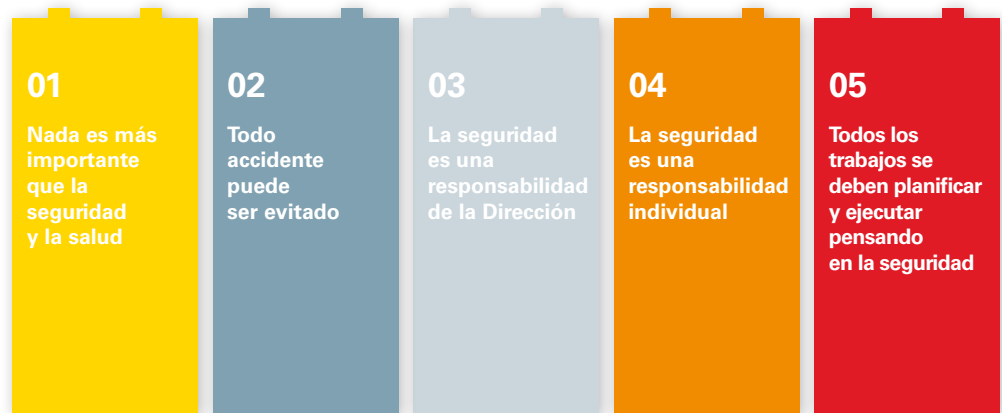 01
Nada es más
importante
que la
seguridad
y la salud
02
Todo
accidente
puede
ser evitado
03
La seguridad
es una
responsabilidad
de la Dirección
04
La seguridad
es una
responsabilidad
individual
05
Todos los
trabajos se
deben planificar
y ejecutar
pensando
en la seguridad